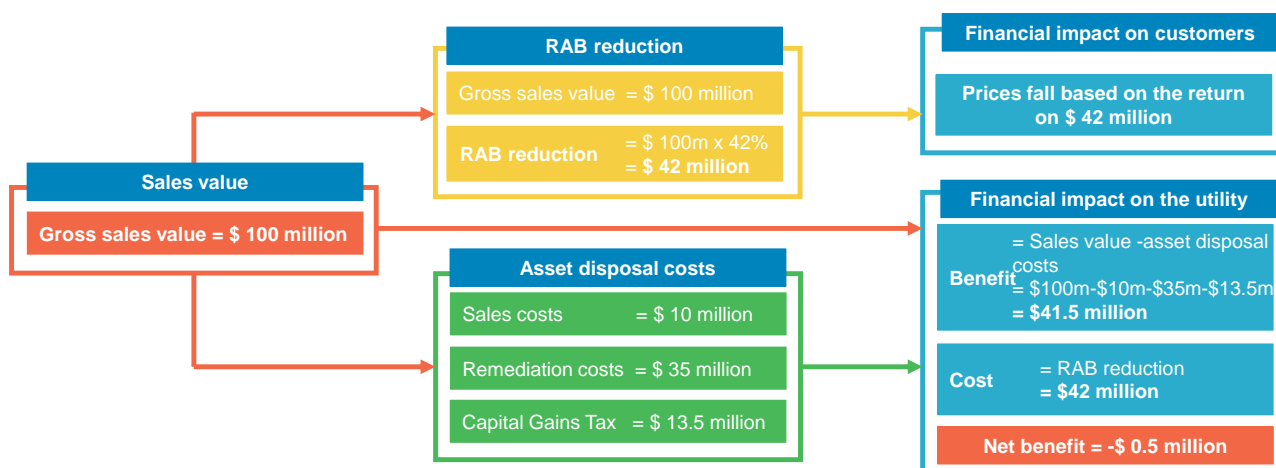 RAB reduction
Gross sales value = $ 100 million
RAB reduction = $ 100m x 42%
= $ 42 million
Financial impact on customers
Prices fall based on the return
on $ 42 million
Sales value
Gross sales value = $ 100 million
Asset disposal costs
Sales costs = $ 10 million
Remediation costs = $ 35 million
Capital Gains Tax = $ 13.5 million
Financial impact on the utility
Benefit
= Sales value -asset disposal
costs
= $100m-$10m-$35m-$13.5m
= $41.5 million
Cost
= RAB reduction
= $42 million
Net benefit = -$ 0.5 million